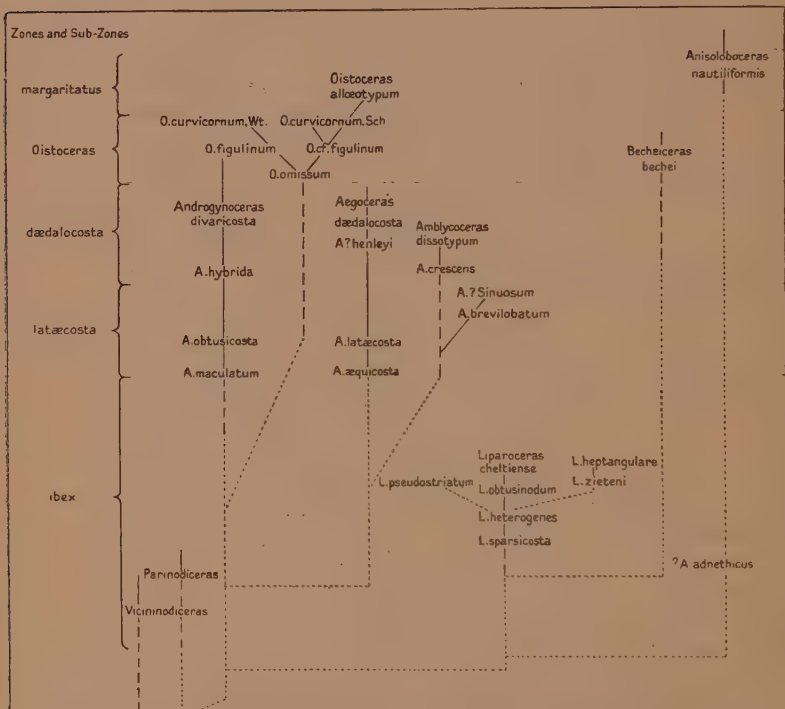 Zones and Sub-Zones
Anisoloboceras
nautiliformis
margaritatus
Oistoceras
allœotypum
O.curvicornum,Wt.
O.curvicornum.Sch
Oistoceras
O.figulinum
O.cf.figulinum
O.omissum
Becheiceras
bechei
dædalocosta
Androgynoceras
divaricosta
Aegoceras
dædalocosta
A?henleyi
Amblycoceras
dissotypum
A.hybrida
A.crescens
A.?Sinuosum
A.brevilobatum
latæcosta
A.obtusicosta
A.latæcosta
A.maculatum
A.æquicosta
ibex
Liparoceras
cheltiense
L.heptangulare
L.pseudostriatum
L.obtusinodum
L.zieteni
L.heterogenes
L.sparsicosta
Parinodiceras
?A adnethicus
Vicininodiceras